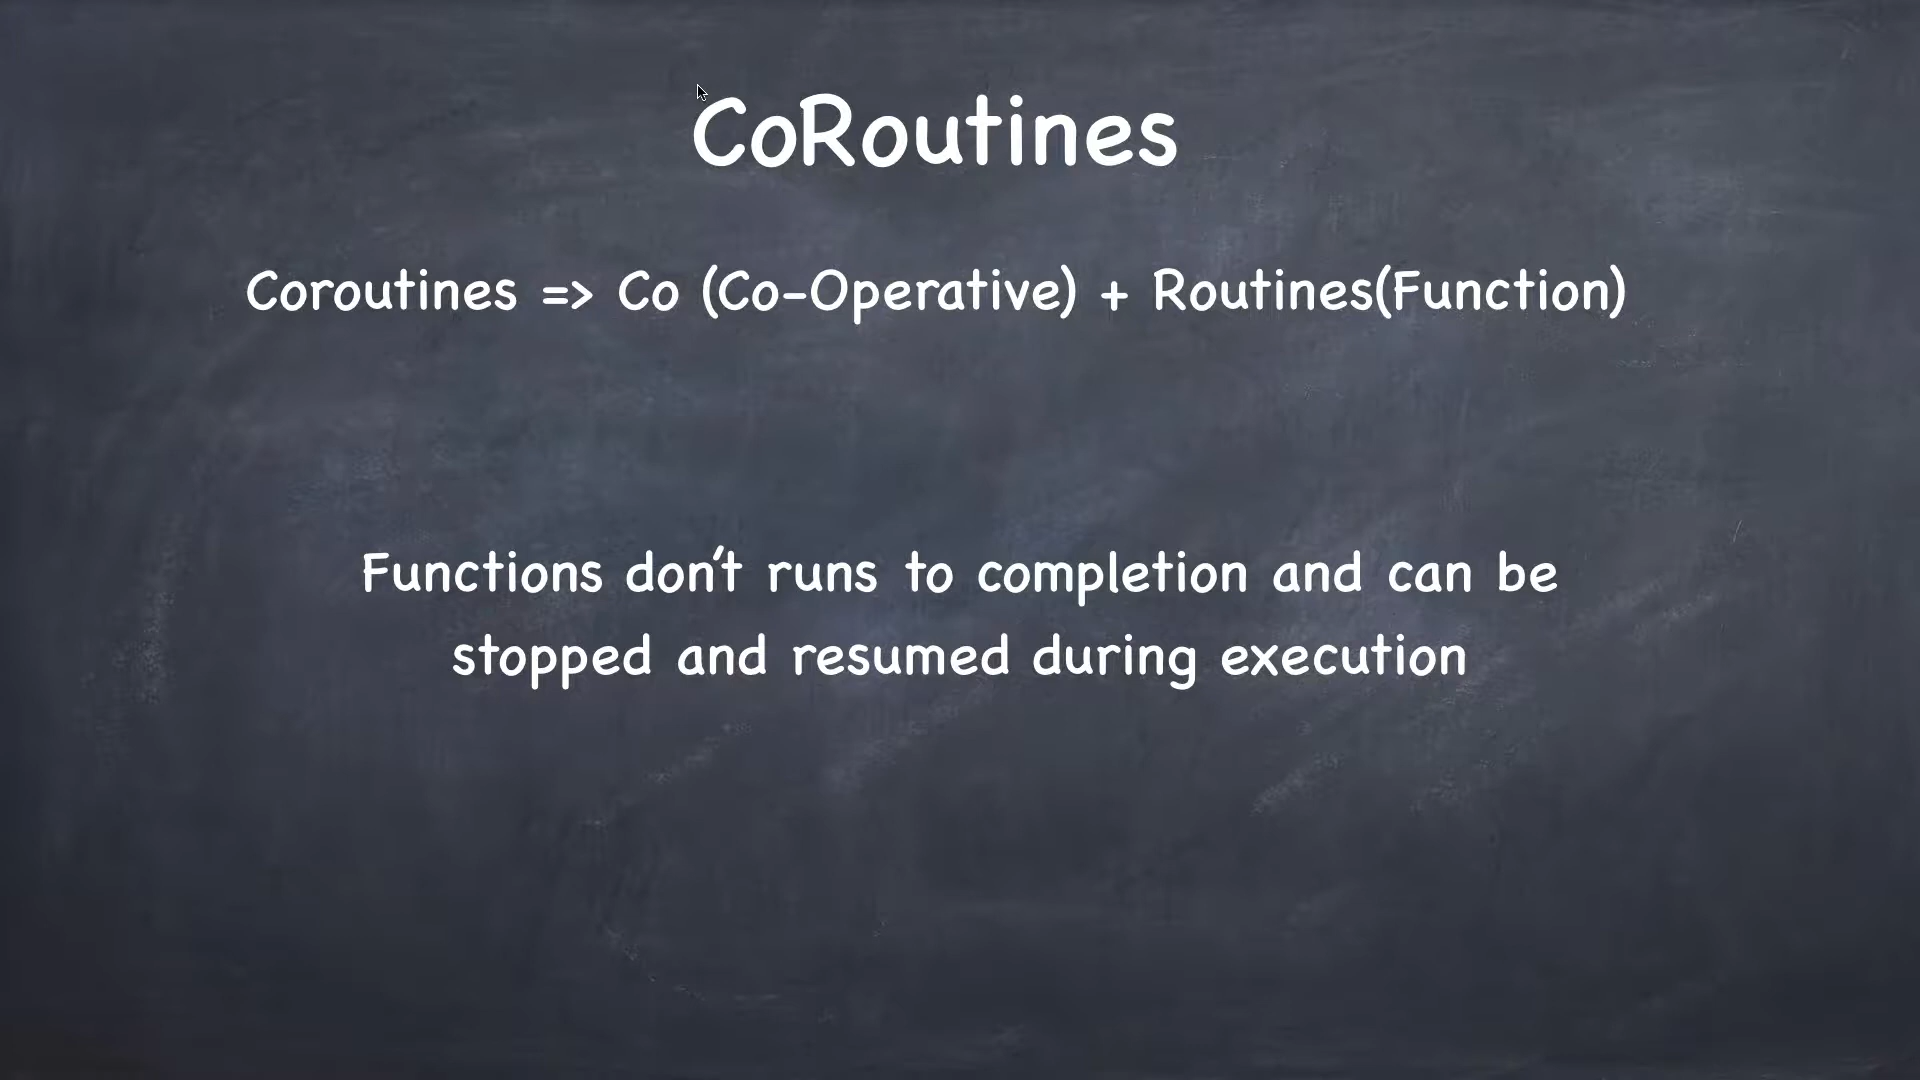 CoRoutines
Coroutines => Co (Co-Operative) + Routines(Function)
Functions don't runs to completion and can be
stopped and resumed during execution